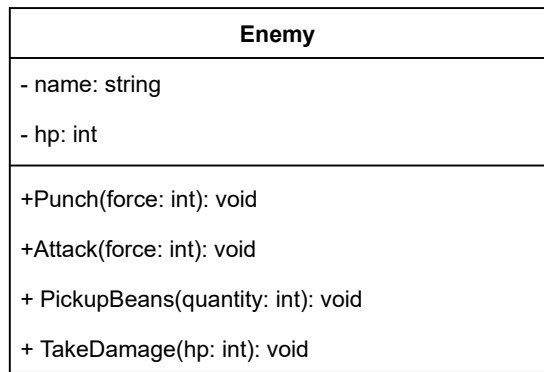 Enemy
- name: string
- hp: int
+Punch(force: int): void
+Attack(force: int): void
+ PickupBeans(quantity: int): void
+ TakeDamage(hp: int): void